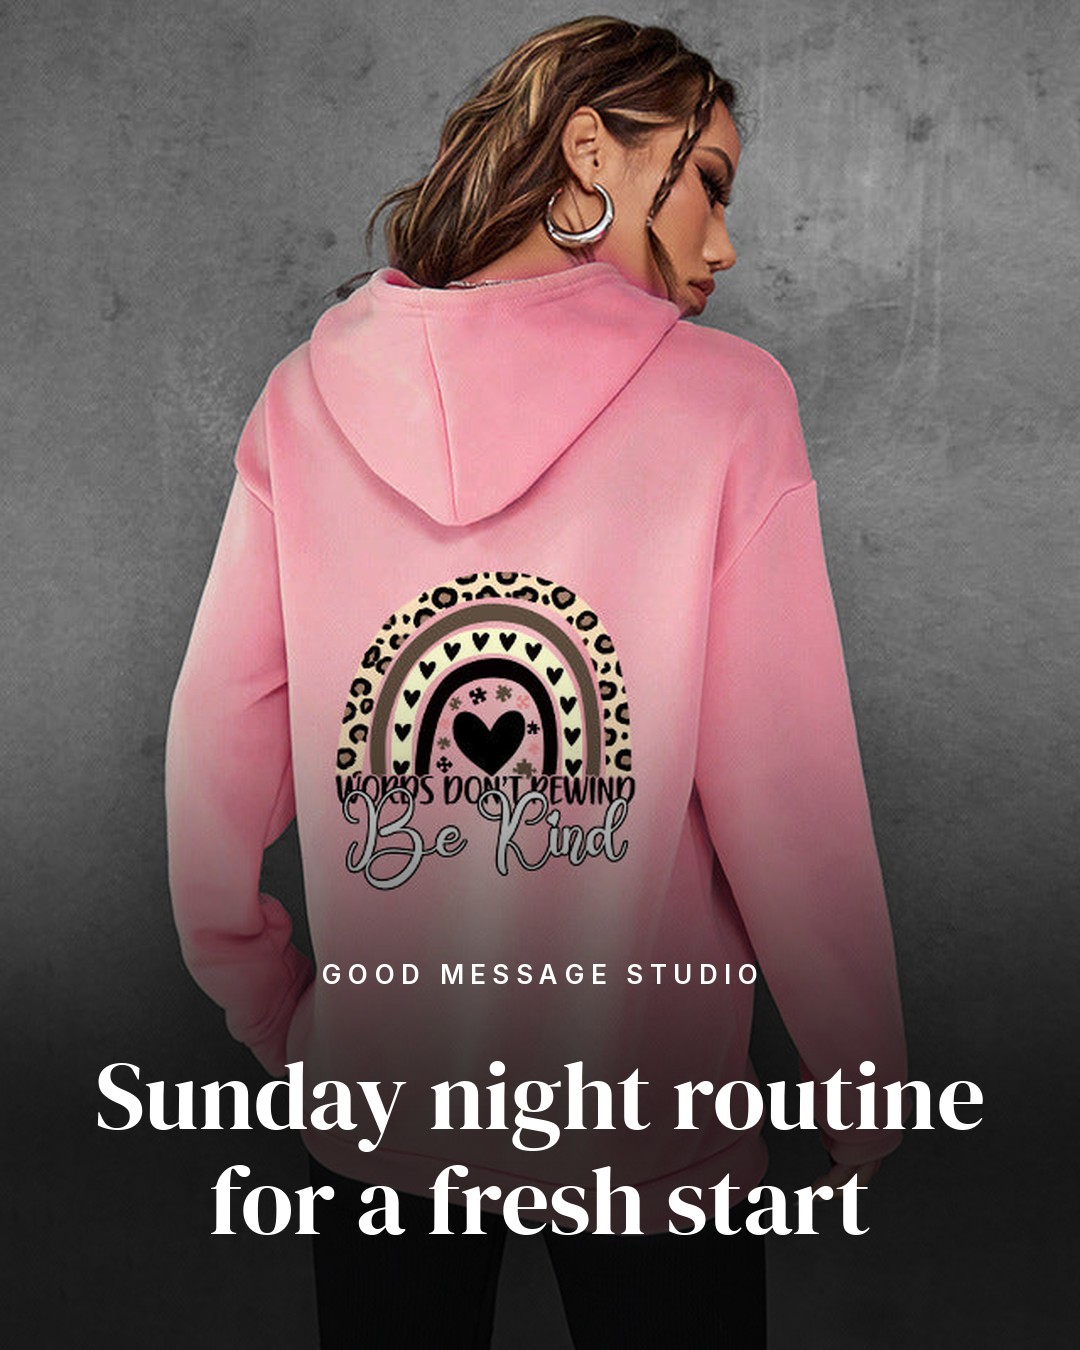 WORDS DON'T REWIND
Be Kind
GOOD MESSAGE STUDIO
Sunday night routine
for a fresh start